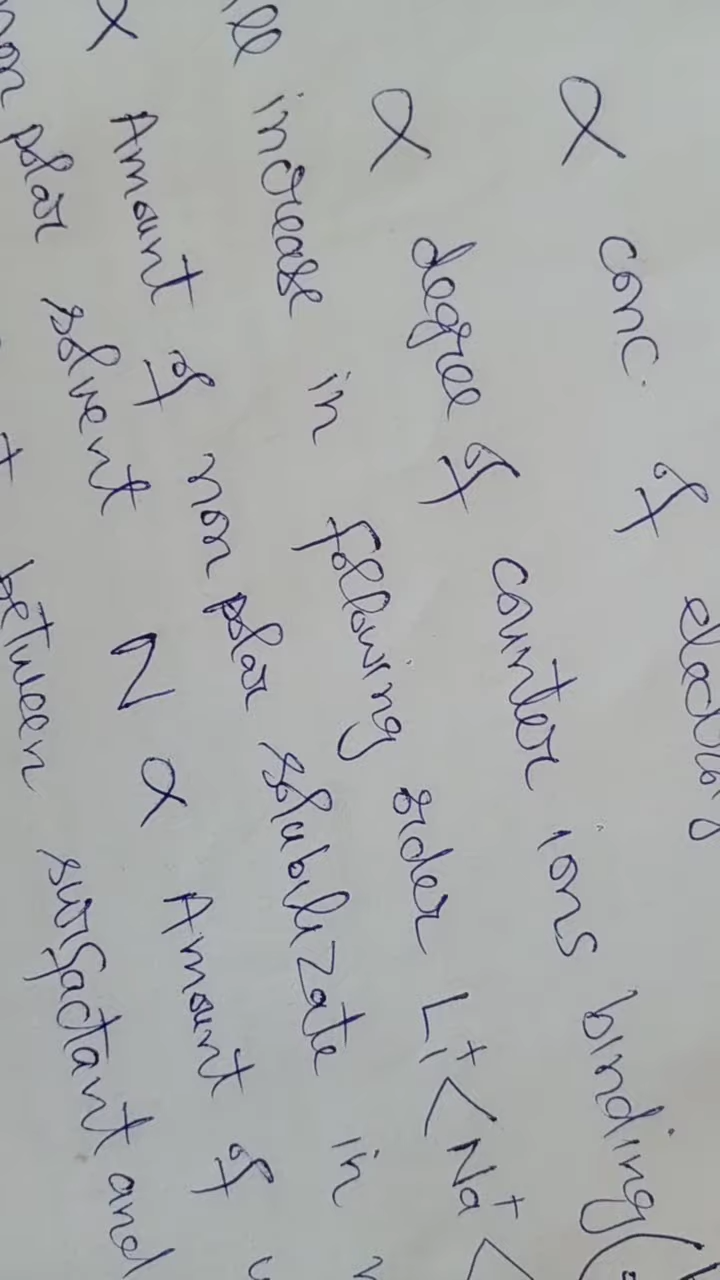 ∝ conc. of
∝ degree of counter ions binding(
increase in following order Li⁺ < Na⁺ <
∝ Amount of non polar solubilizate in
polar solvent N ∝ Amount of
between surfactant and